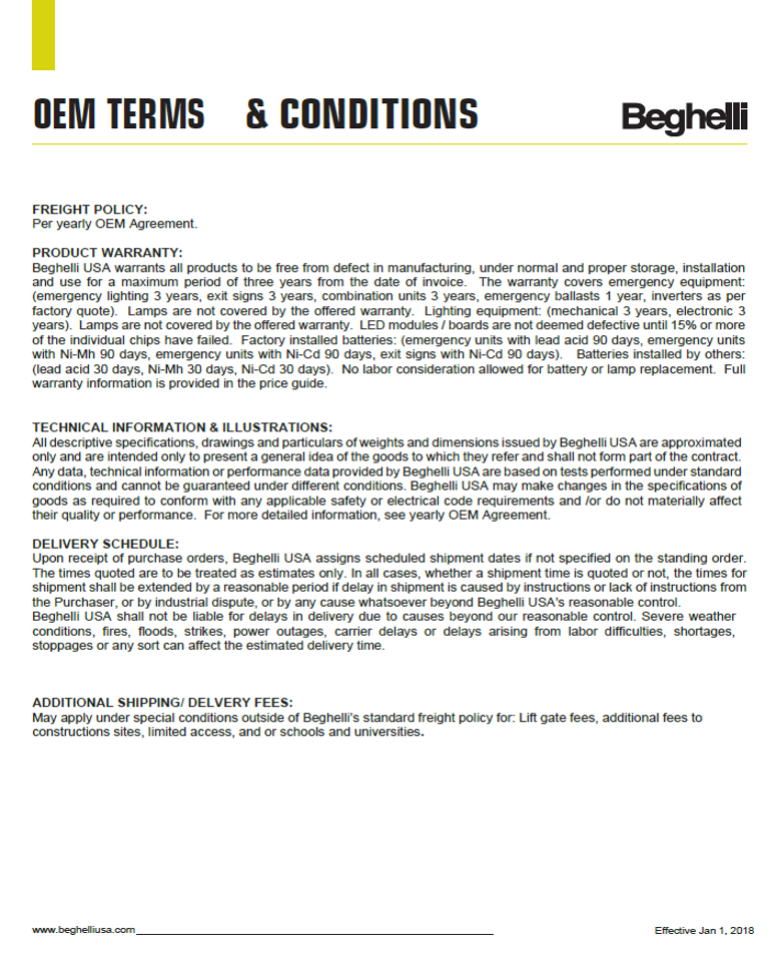 OEM TERMS & CONDITIONS
Beghelli
FREIGHT POLICY:
Per yearly OEM Agreement.
PRODUCT WARRANTY:
Beghelli USA warrants all products to be free from defect in manufacturing, under normal and proper storage, installation
and use for a maximum period of three years from the date of invoice. The warranty covers emergency equipment:
(emergency lighting 3 years, exit signs 3 years, combination units 3 years, emergency ballasts 1 year, inverters as per
factory quote). Lamps are not covered by the offered warranty. Lighting equipment: (mechanical 3 years, electronic 3
years). Lamps are not covered by the offered warranty. LED modules / boards are not deemed defective until 15% or more
of the individual chips have failed. Factory installed batteries: (emergency units with lead acid 90 days, emergency units
with Ni-Mh 90 days, emergency units with Ni-Cd 90 days, exit signs with Ni-Cd 90 days). Batteries installed by others:
(lead acid 30 days, Ni-Mh 30 days, Ni-Cd 30 days). No labor consideration allowed for battery or lamp replacement. Full
warranty information is provided in the price guide.
TECHNICAL INFORMATION & ILLUSTRATIONS:
All descriptive specifications, drawings and particulars of weights and dimensions issued by Beghelli USA are approximated
only and are intended only to present a general idea of the goods to which they refer and shall not form part of the contract.
Any data, technical information or performance data provided by Beghelli USA are based on tests performed under standard
conditions and cannot be guaranteed under different conditions. Beghelli USA may make changes in the specifications of
goods as required to conform with any applicable safety or electrical code requirements and /or do not materially affect
their quality or performance. For more detailed information, see yearly OEM Agreement.
DELIVERY SCHEDULE:
Upon receipt of purchase orders, Beghelli USA assigns scheduled shipment dates if not specified on the standing order.
The times quoted are to be treated as estimates only. In all cases, whether a shipment time is quoted or not, the times for
shipment shall be extended by a reasonable period if delay in shipment is caused by instructions or lack of instructions from
the Purchaser, or by industrial dispute, or by any cause whatsoever beyond Beghelli USA's reasonable control.
Beghelli USA shall not be liable for delays in delivery due to causes beyond our reasonable control. Severe weather
conditions, fires, floods, strikes, power outages, carrier delays or delays arising from labor difficulties, shortages,
stoppages or any sort can affect the estimated delivery time.
ADDITIONAL SHIPPING/ DELVERY FEES:
May apply under special conditions outside of Beghelli's standard freight policy for: Lift gate fees, additional fees to
constructions sites, limited access, and or schools and universities.
www.beghelliusa.com
Effective Jan 1, 2018